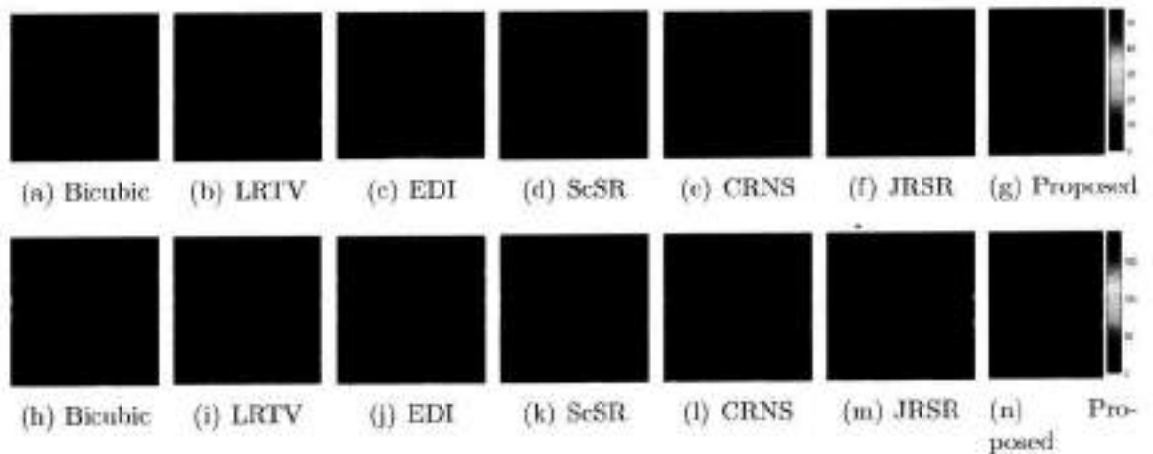 (a) Bicubic (b) LRTV (c) EDI (d) ScSR (e) CRNS (f) JRSR (g) Proposed
(h) Bicubic (i) LRTV (j) EDI (k) ScSR (l) CRNS (m) JRSR (n) Pro-
posed